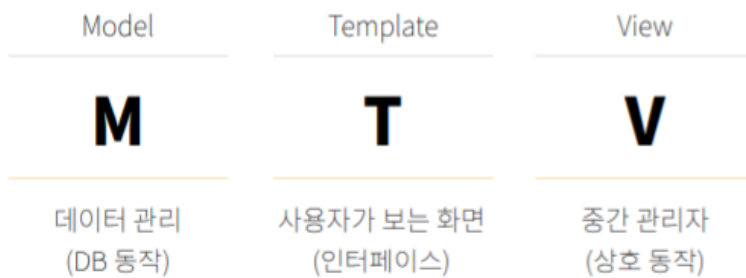 Model
Template
View
M
T
V
데이터 관리
(DB 동작)
사용자가 보는 화면
(인터페이스)
중간 관리자
(상호 동작)